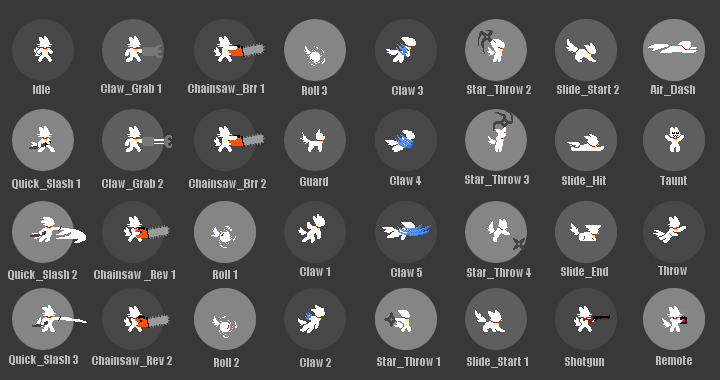 Idle Claw_Grab 1 Chainsaw_Brr 1 Roll 3 Claw 3 Star_Throw 2 Slide_Start 2 Air_Dash
Quick_Slash 1 Claw_Grab 2 Chainsaw_Brr 2 Guard Claw 4 Star_Throw 3 Slide_Hit Taunt
Quick_Slash 2 Chainsaw_Rev 1 Roll 1 Claw 1 Claw 5 Star_Throw 4 Slide_End Throw
Quick_Slash 3 Chainsaw_Rev 2 Roll 2 Claw 2 Star_Throw 1 Slide_Start 1 Shotgun Remote